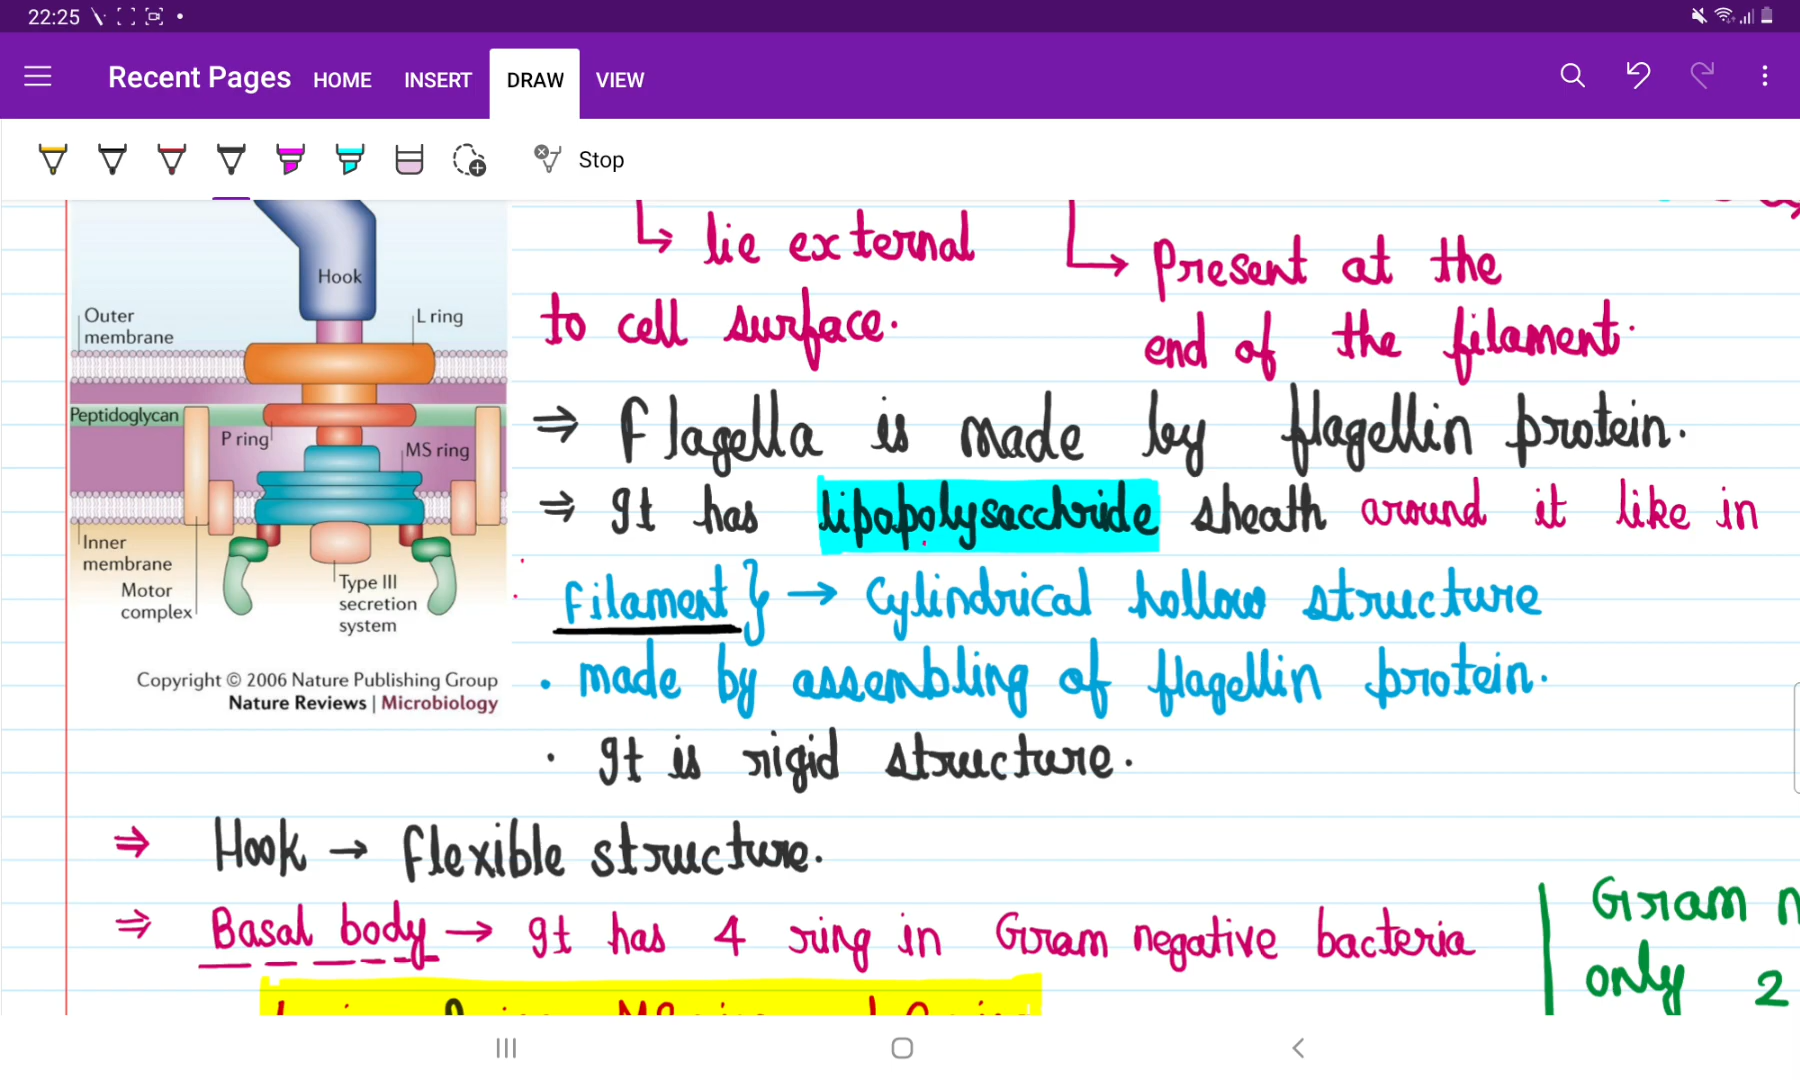 22:25
Recent Pages HOME INSERT DRAW VIEW
Stop
Hook
Outer
membrane
L ring
Peptidoglycan
P ring
MS ring
Inner
membrane
Motor
complex
Type III
secretion
system
Copyright © 2006 Nature Publishing Group
Nature Reviews | Microbiology
↳ lie external
to cell surface.
↳ Present at the
end of the filament.
⇒ Flagella is made by flagellin protein.
⇒ It has lipopolysacchride sheath around it like in
Filament } → Cylindrical hollow structure
• made by assembling of flagellin protein.
• It is rigid structure.
⇒ Hook → flexible structure.
⇒ Basal body → It has 4 ring in Gram negative bacteria
Gram
only 2